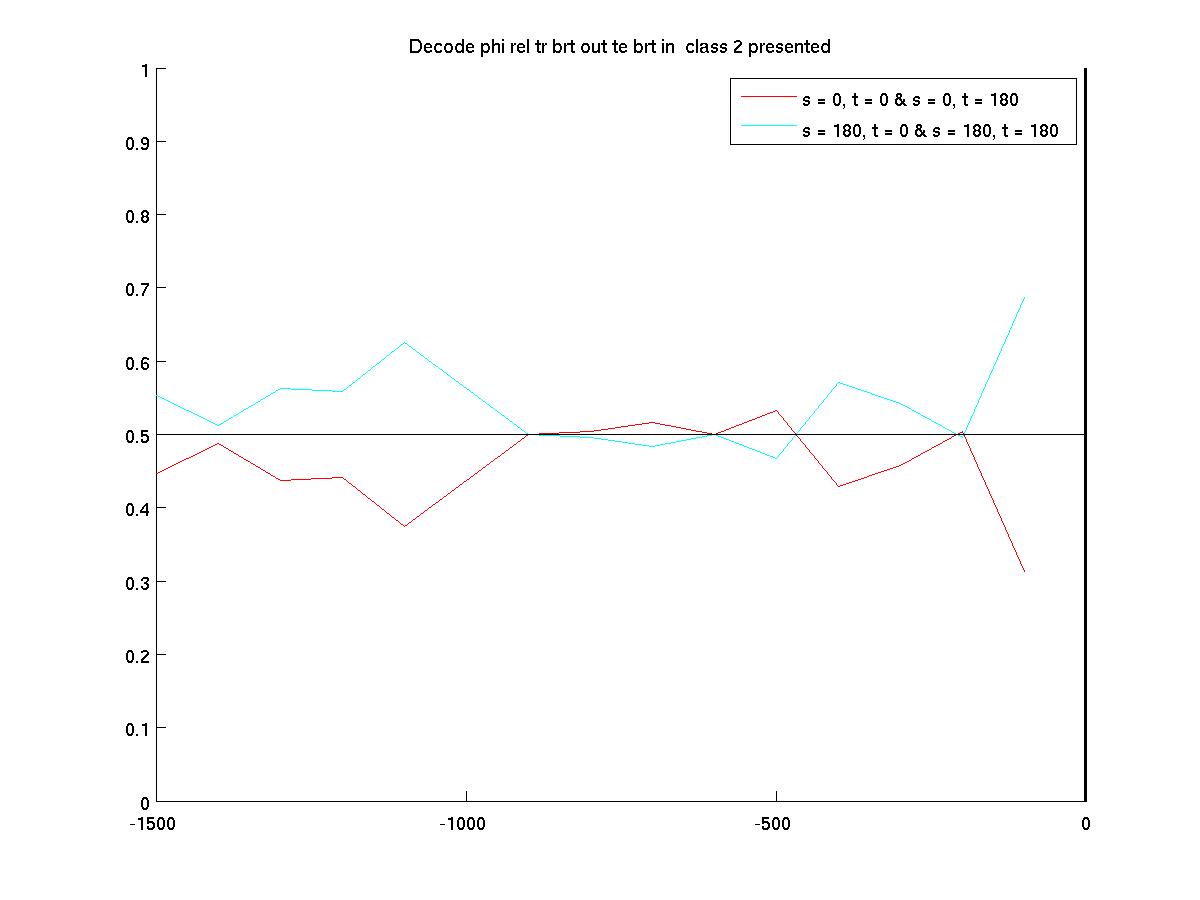 Decode phi rel tr brt out te brt in  class 2 presented
s = 0, t = 0 & s = 0, t = 180
s = 180, t = 0 & s = 180, t = 180
1
0.9
0.8
0.7
0.6
0.5
0.4
0.3
0.2
0.1
0
-1500 -1000 -500 0